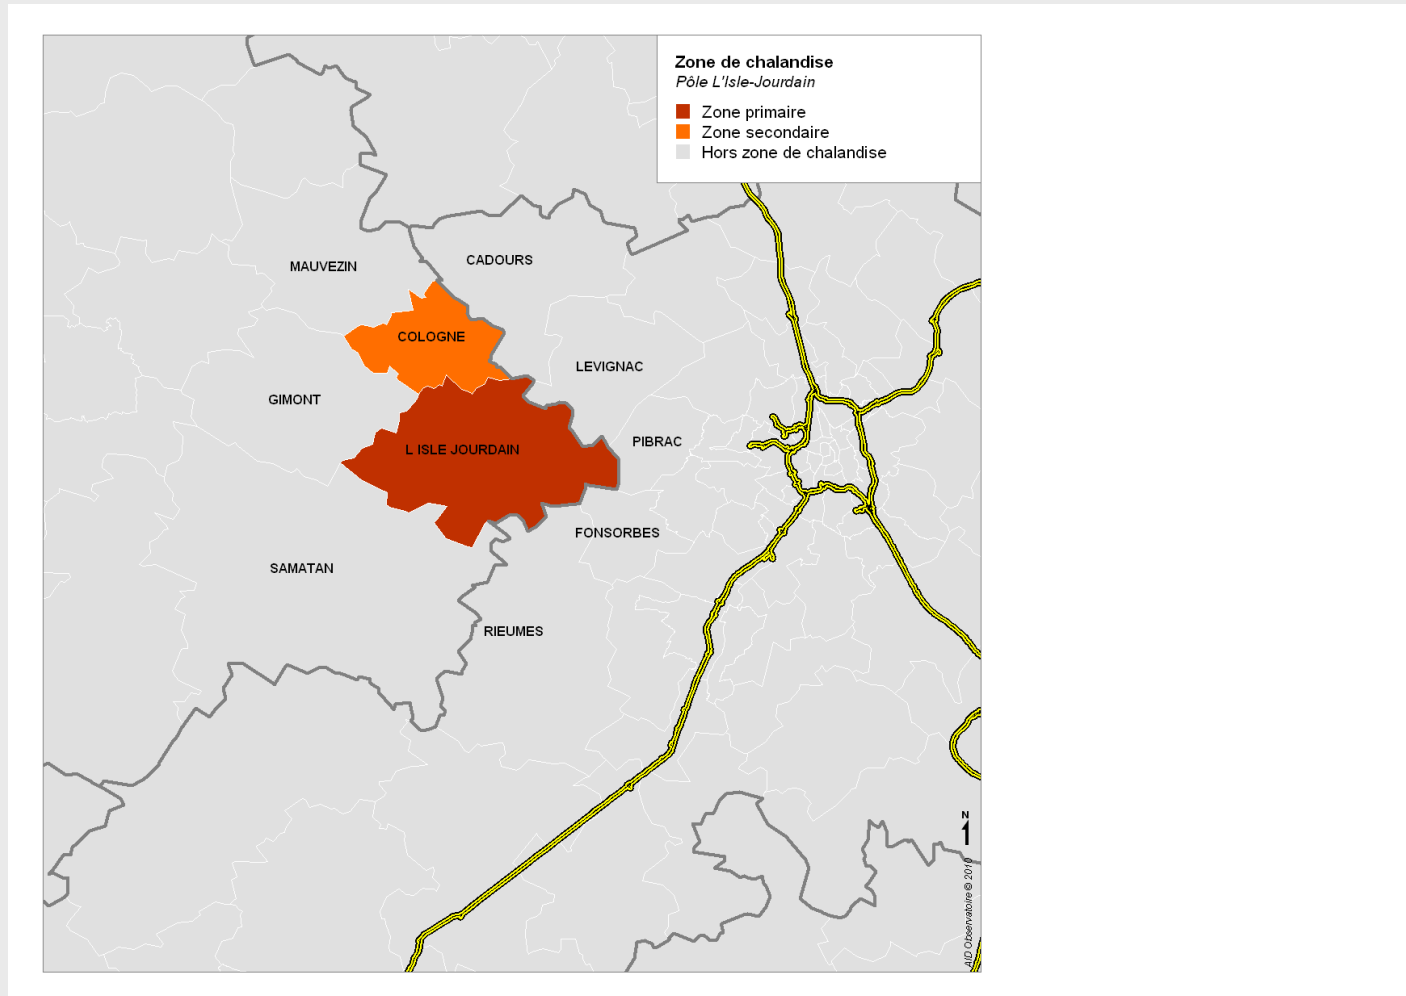 Zone de chalandise
Pôle L'Isle-Jourdain
Zone primaire
Zone secondaire
Hors zone de chalandise
MAUVEZIN
CADOURS
COLOGNE
LEVIGNAC
GIMONT
L ISLE JOURDAIN
PIBRAC
FONSORBES
SAMATAN
RIEUMES
N
AID Observatoire © 2010